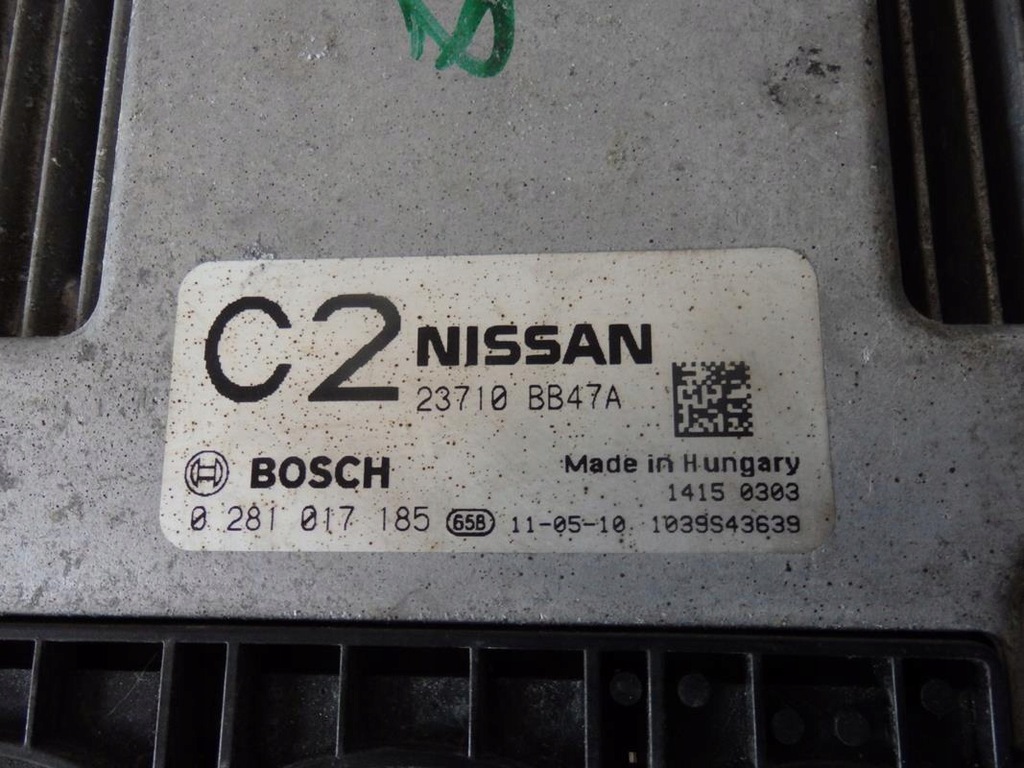 C2 NISSAN
23710 BB47A
BOSCH Made in Hungary
1415 0303
0 281 017 185 65B 11-05-10 1039S43639